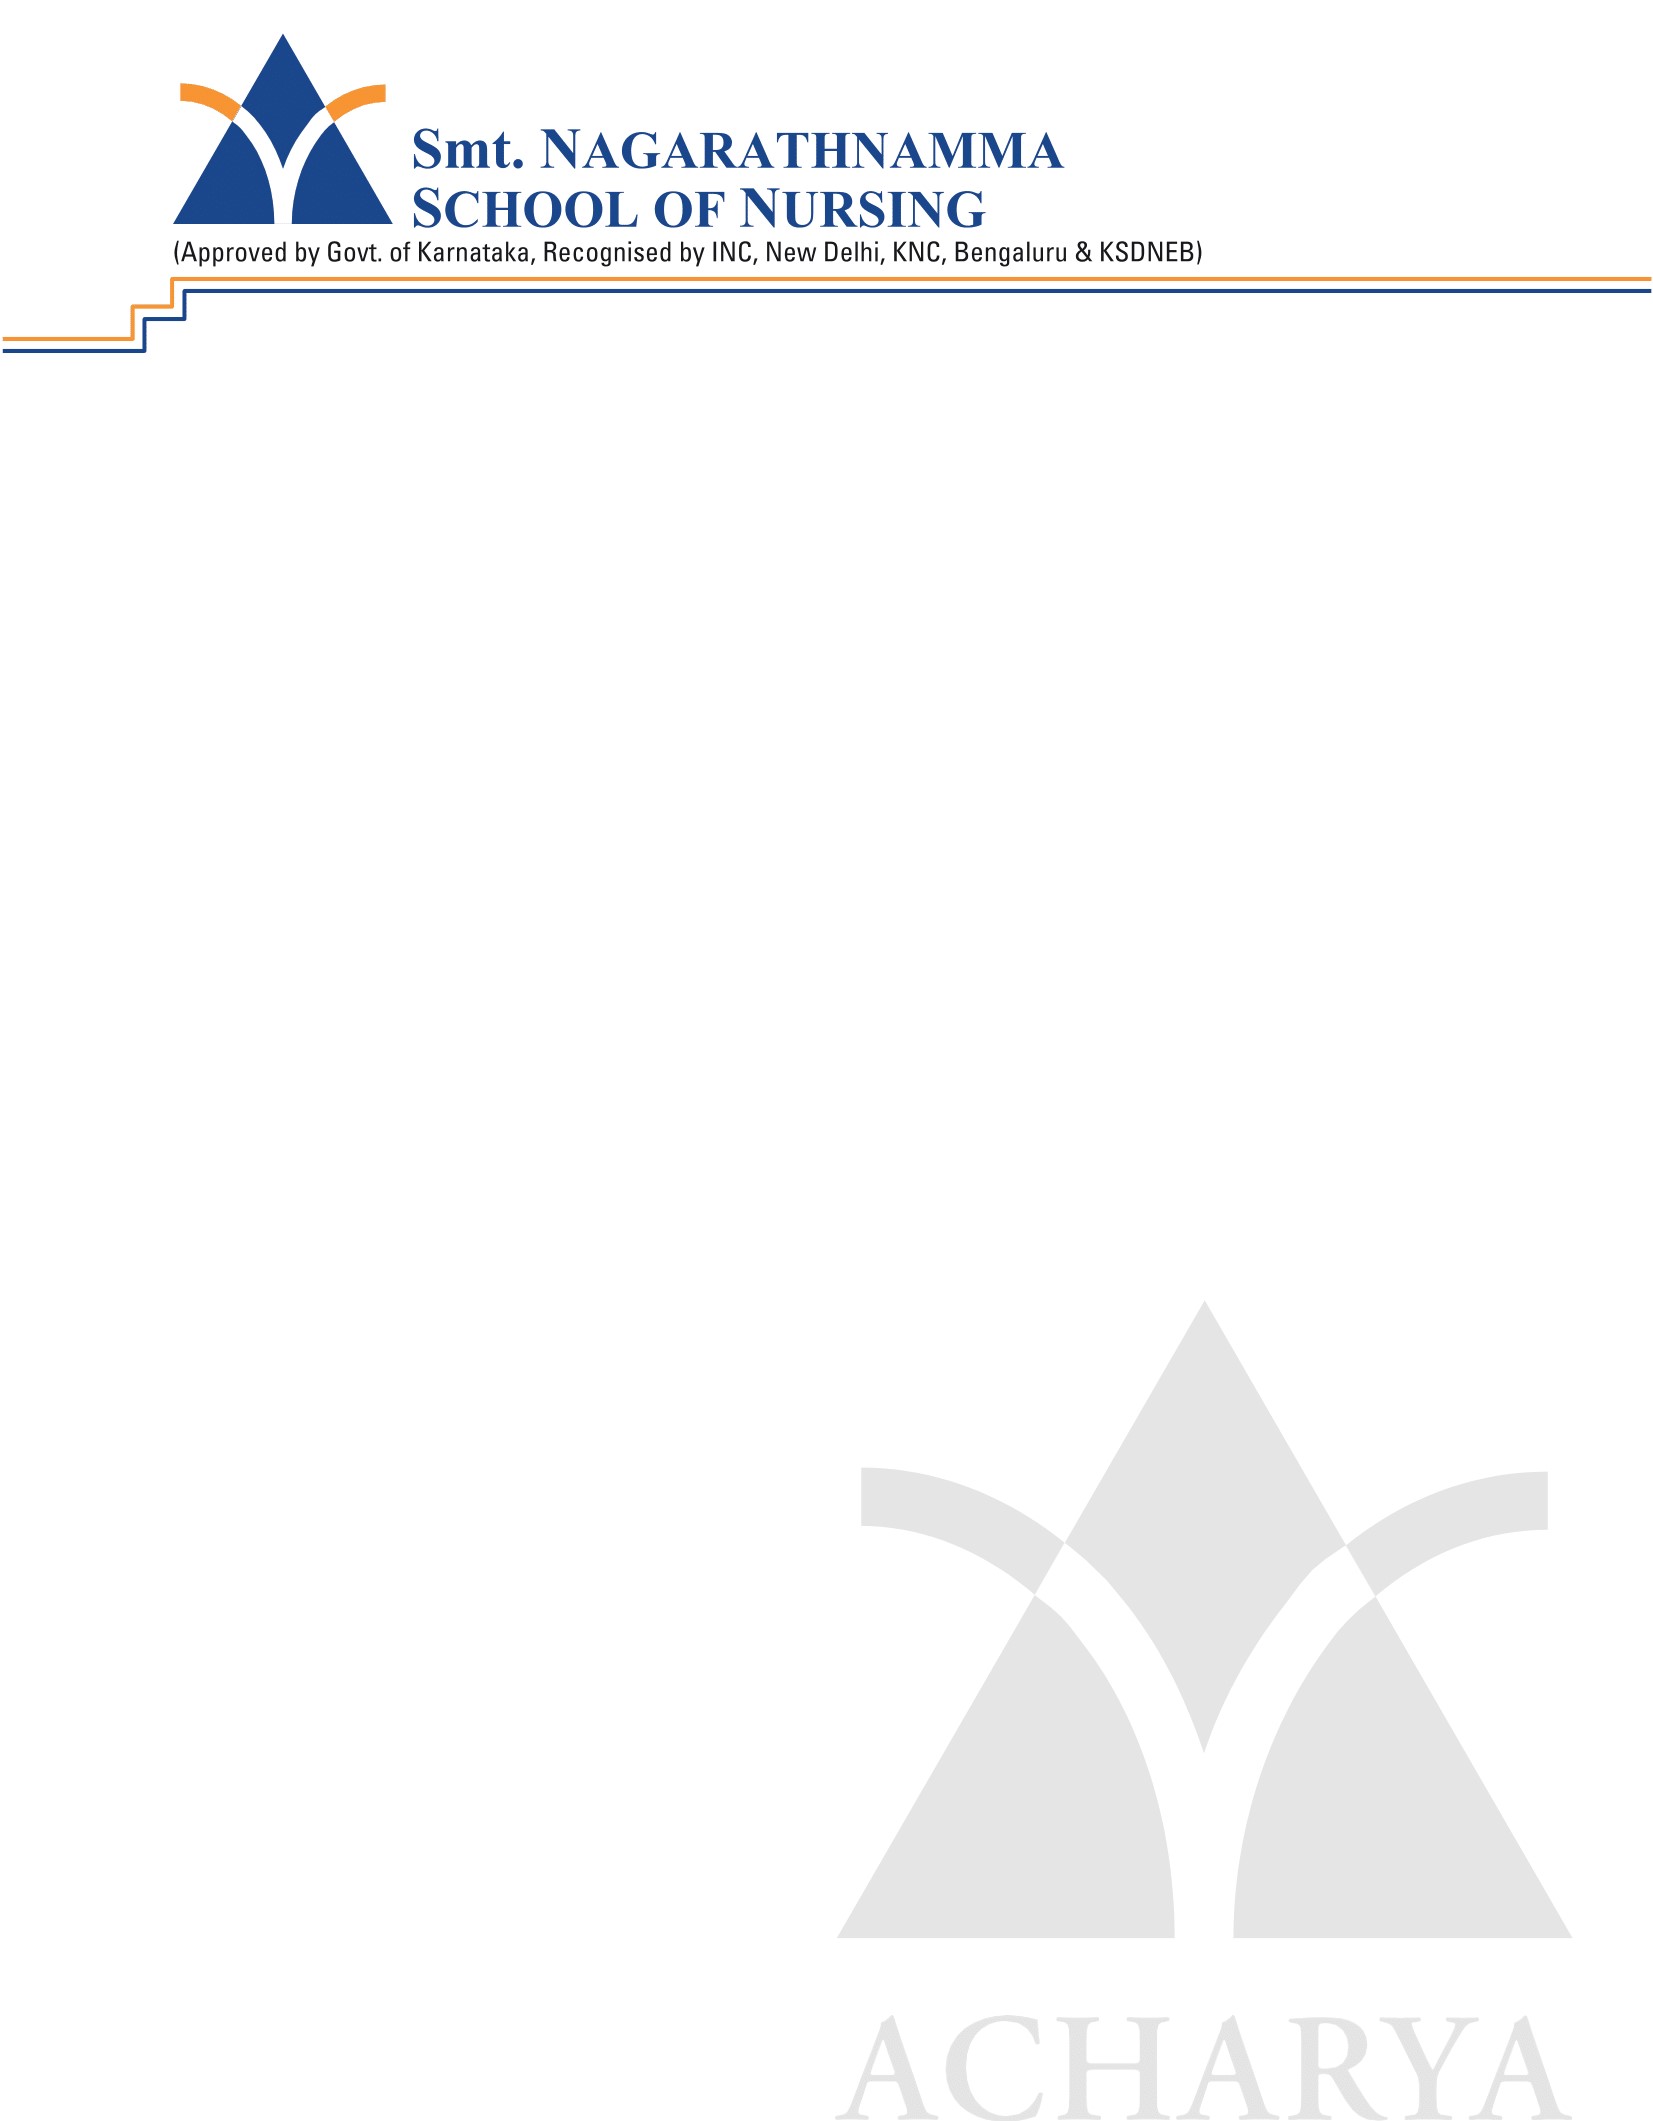 Smt. NAGARATHNAMMA
SCHOOL OF NURSING
(Approved by Govt. of Karnataka, Recognised by INC, New Delhi, KNC, Bengaluru & KSDNEB)
ACHARYA